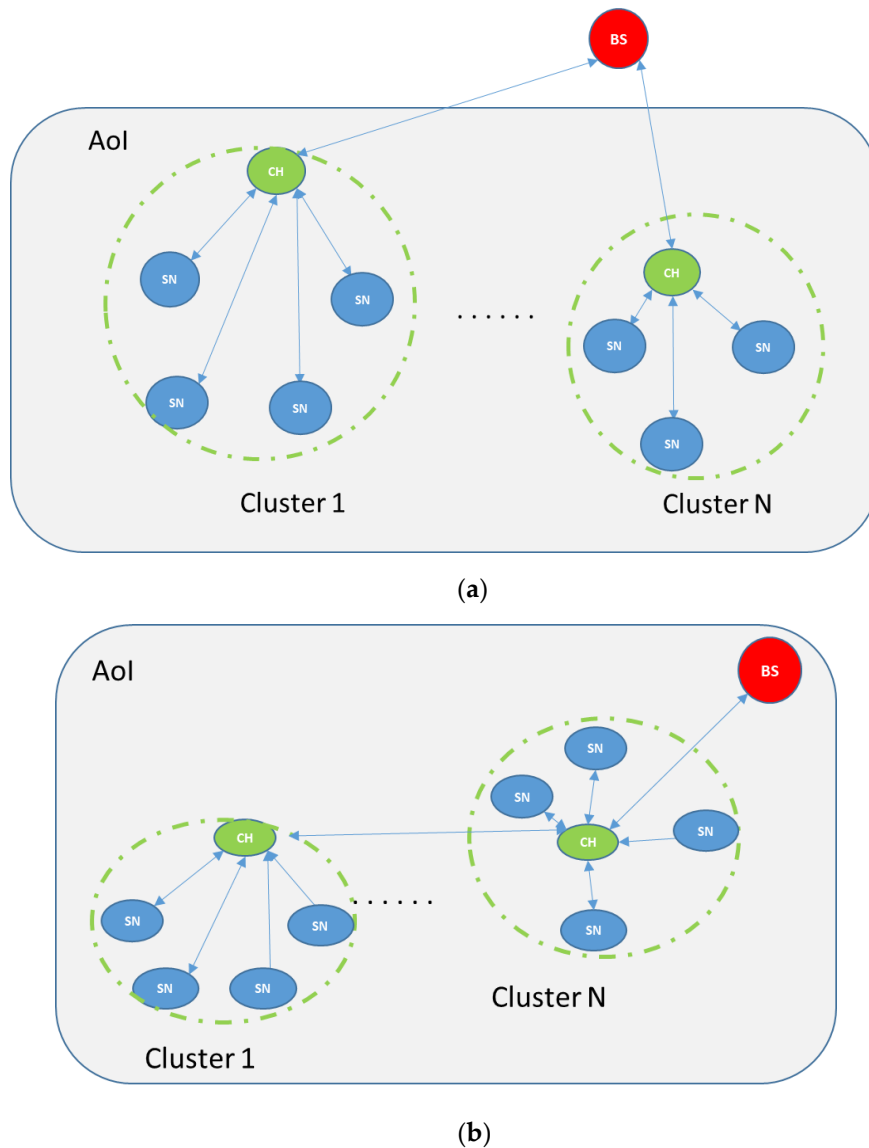 BS
AoI
CH
SN
SN
SN
SN
Cluster 1
. . . . . .
CH
SN
SN
SN
Cluster N
(a)
AoI
BS
CH
SN
SN
SN
SN
Cluster 1
. . . . . .
SN
SN
SN
CH
SN
Cluster N
(b)